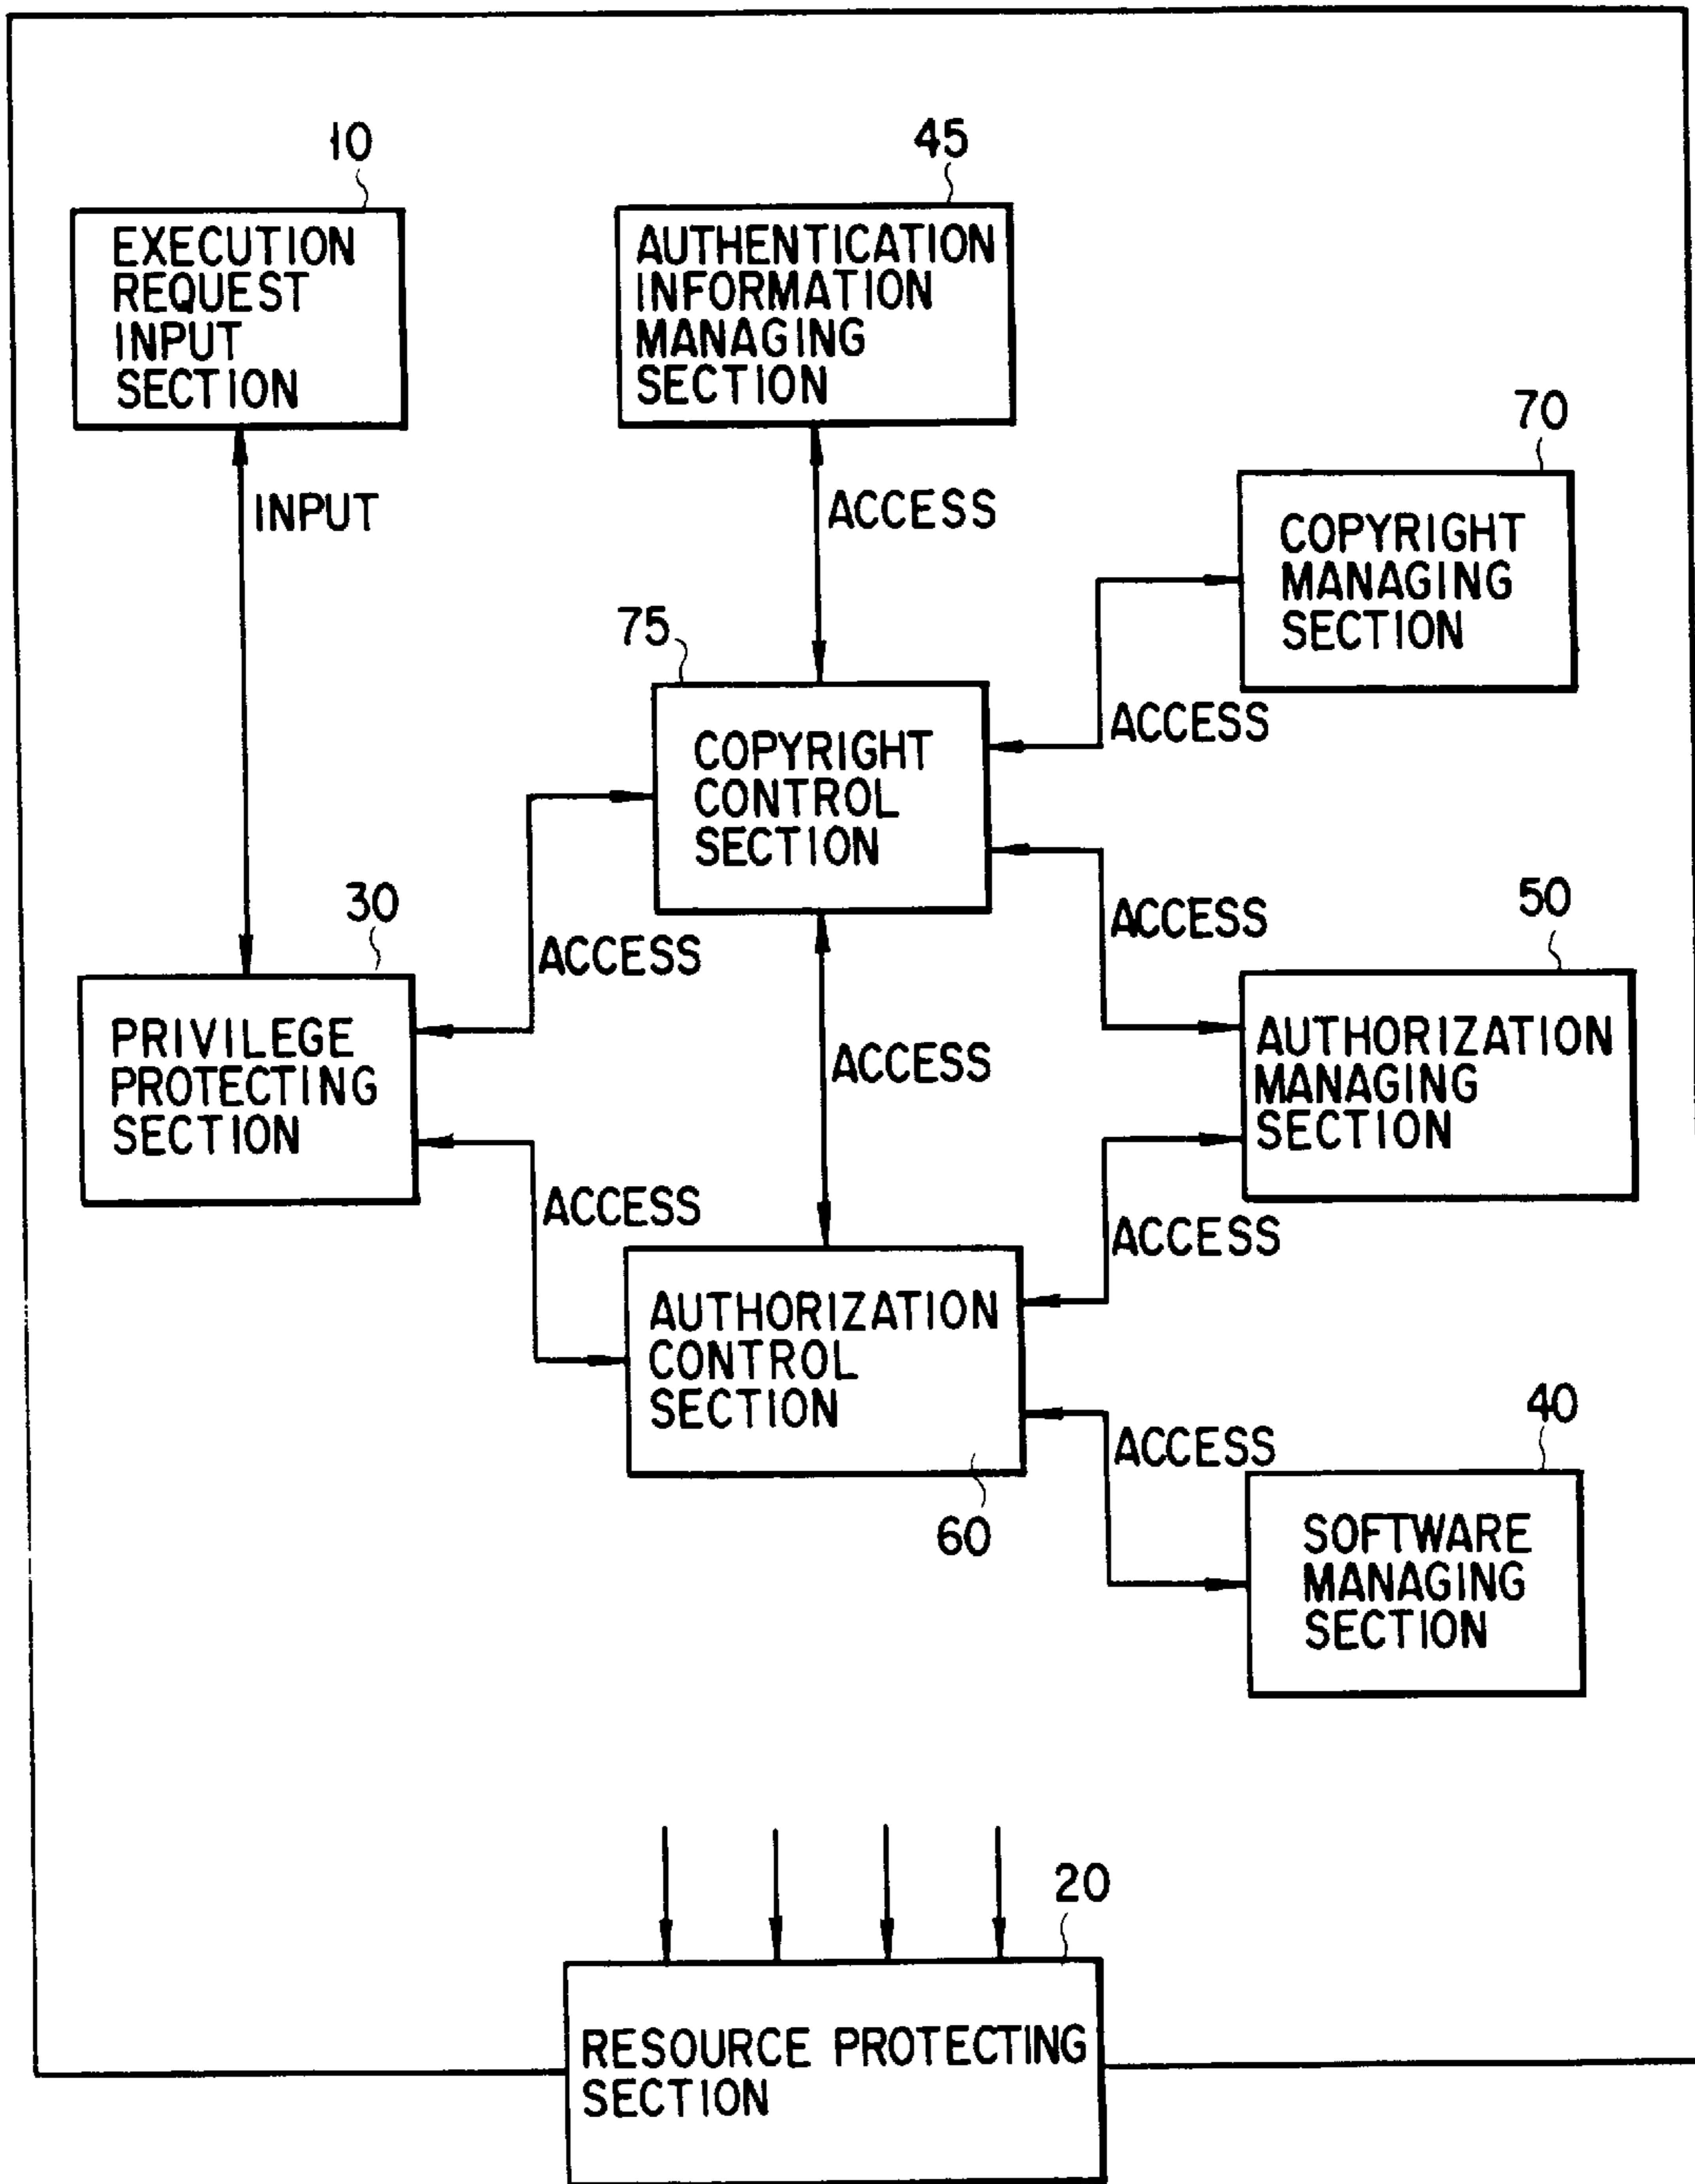 10
EXECUTION
REQUEST
INPUT
SECTION
45
AUTHENTICATION
INFORMATION
MANAGING
SECTION
INPUT
ACCESS
70
COPYRIGHT
MANAGING
SECTION
75
COPYRIGHT
CONTROL
SECTION
ACCESS
30
PRIVILEGE
PROTECTING
SECTION
ACCESS
ACCESS
50
AUTHORIZATION
MANAGING
SECTION
ACCESS
ACCESS
ACCESS
AUTHORIZATION
CONTROL
SECTION
60
ACCESS
40
SOFTWARE
MANAGING
SECTION
20
RESOURCE PROTECTING
SECTION